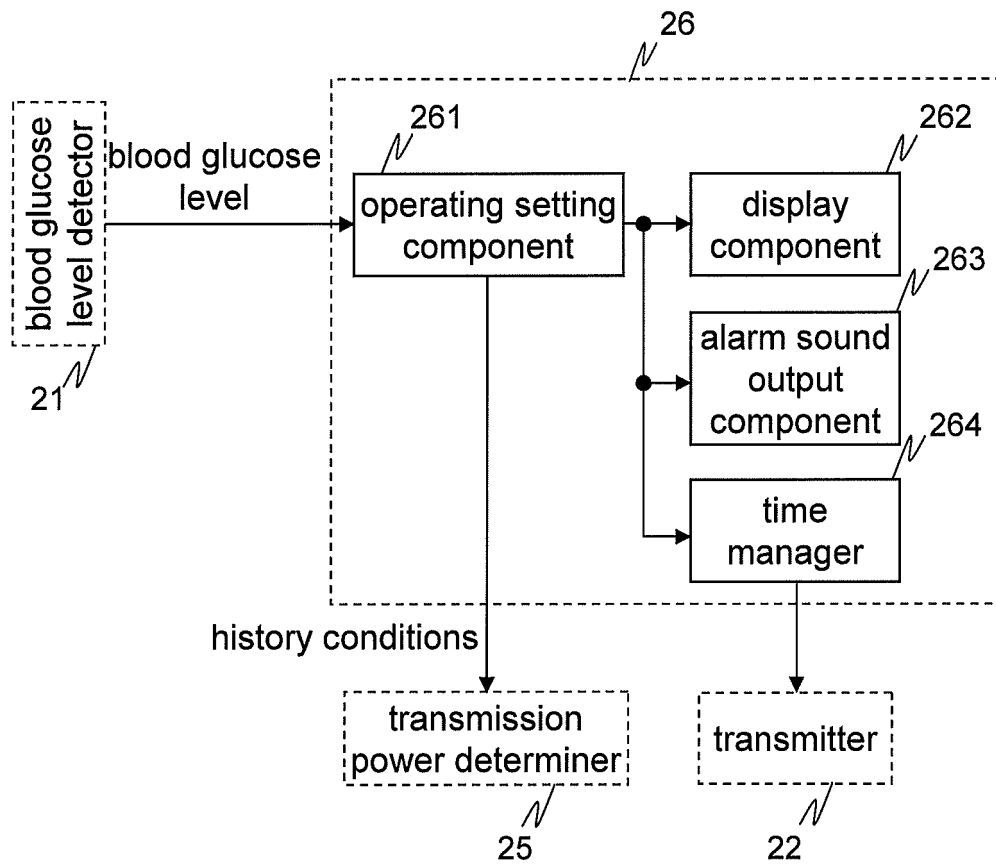 26
261
262
blood glucose
level detector
blood glucose
level
operating setting
component
display
component
263
alarm sound
output
component
21
264
time
manager
history conditions
transmission
power determiner
transmitter
25
22